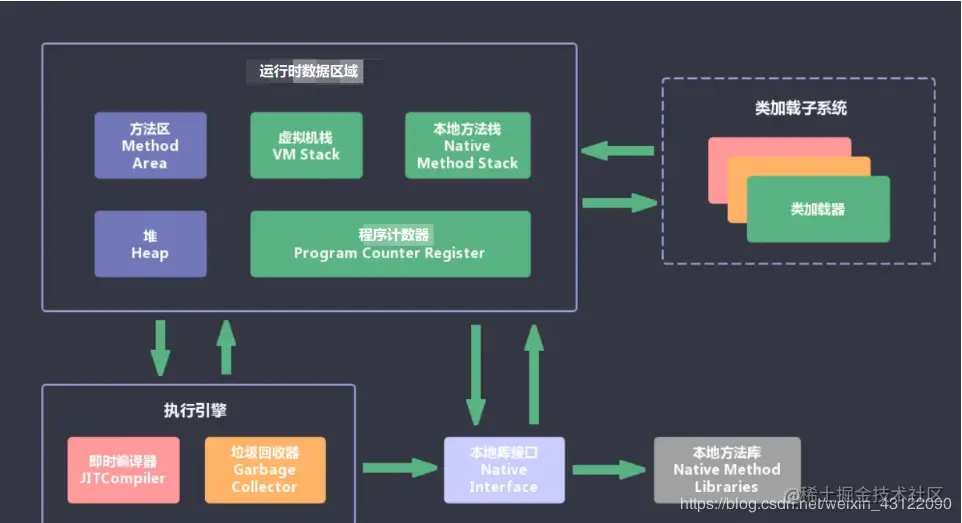 运行时数据区域
方法区
Method
Area
虚拟机栈
VM Stack
本地方法栈
Native
Method Stack
堆
Heap
程序计数器
Program Counter Register
类加载子系统
类加载器
执行引擎
即时编译器
JITCompiler
垃圾回收器
Garbage
Collector
本地库接口
Native
Interface
本地方法库
Native Method
Libraries
@稀土掘金技术社区
https://blog.csdn.net/weixin_43122090